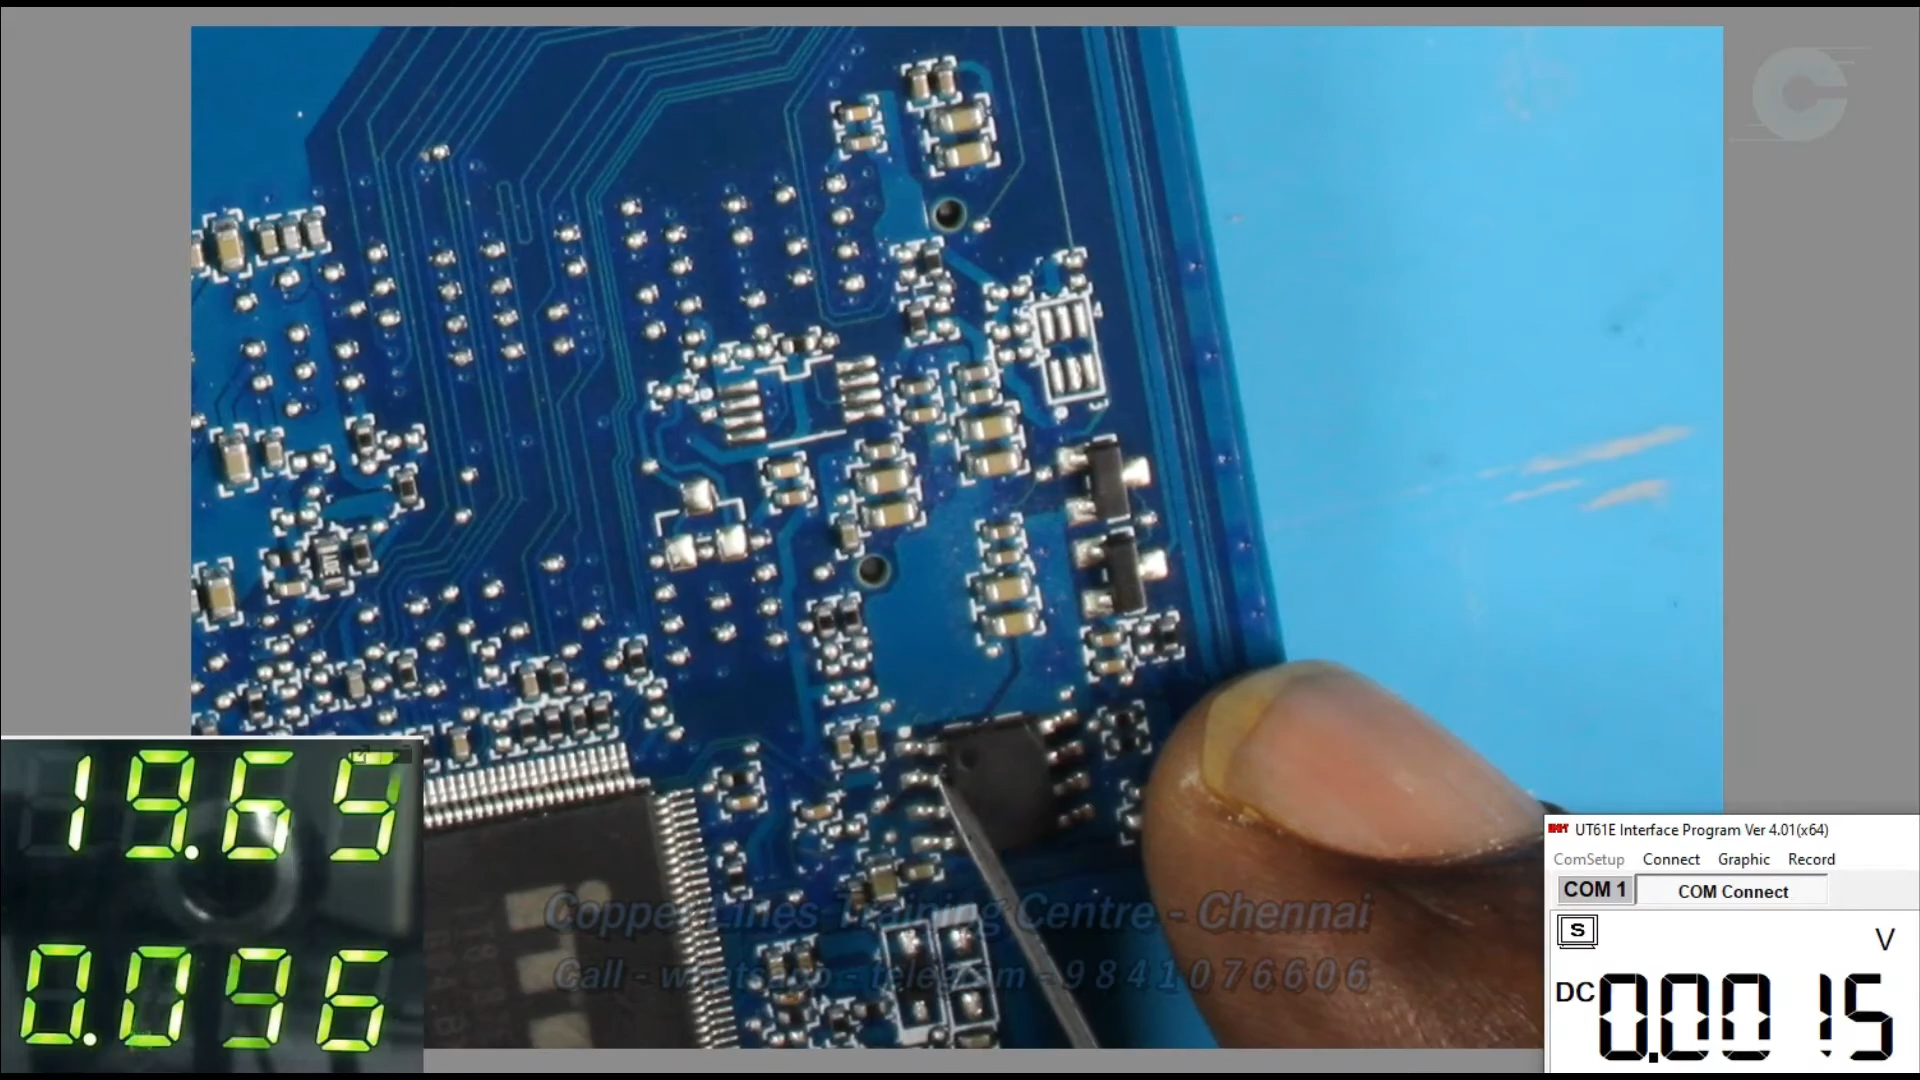 19.65
0.096
Copper Lines Training Centre - Chennai
Call - whatsapp - telegram - 9841076606
UT61E Interface Program Ver 4.01(x64)
ComSetup Connect Graphic Record
COM 1 COM Connect
S
V
DC 0.0015